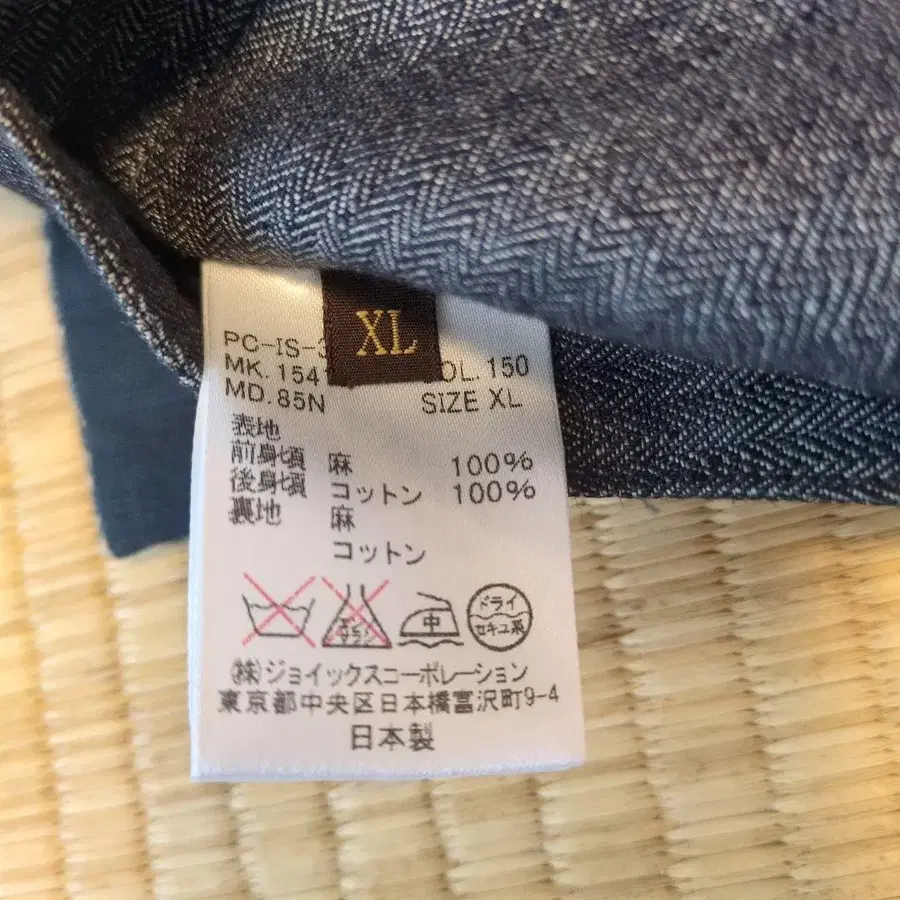 XL
PC-IS-3
MK. 154 COL. 150
MD. 85N SIZE XL
表地
前身頃 麻 100%
後身頃 コットン 100%
裏地 麻
コットン
中
ドライ
セキユ系
㈱ジョイックスコーポレーション
東京都中央区日本橋富沢町9-4
日本製